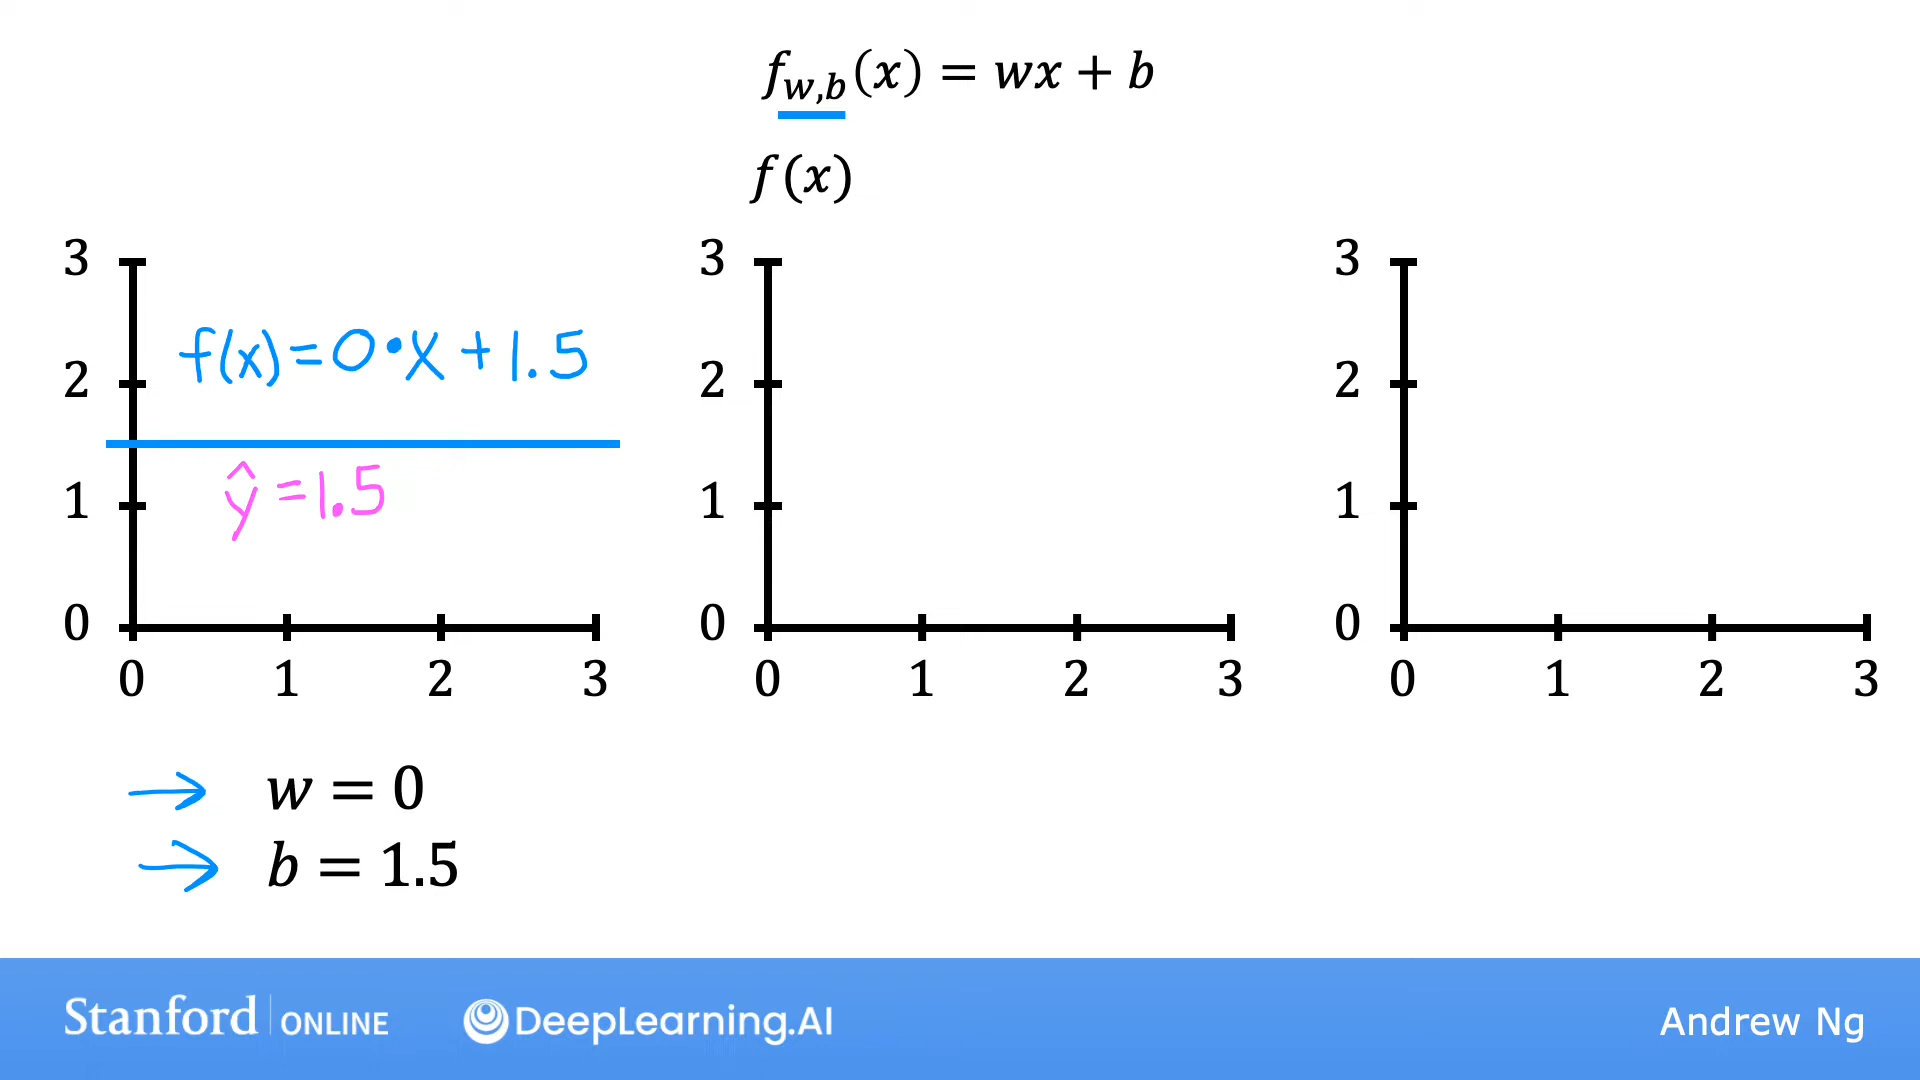 f_{w,b}(x) = wx + b
f(x)
3
2
1
0
0 1 2 3
f(x)=0•x+1.5
ŷ=1.5
3
2
1
0
0 1 2 3
3
2
1
0
0 1 2 3
→ w = 0
→ b = 1.5
Stanford | ONLINE
DeepLearning.AI
Andrew Ng